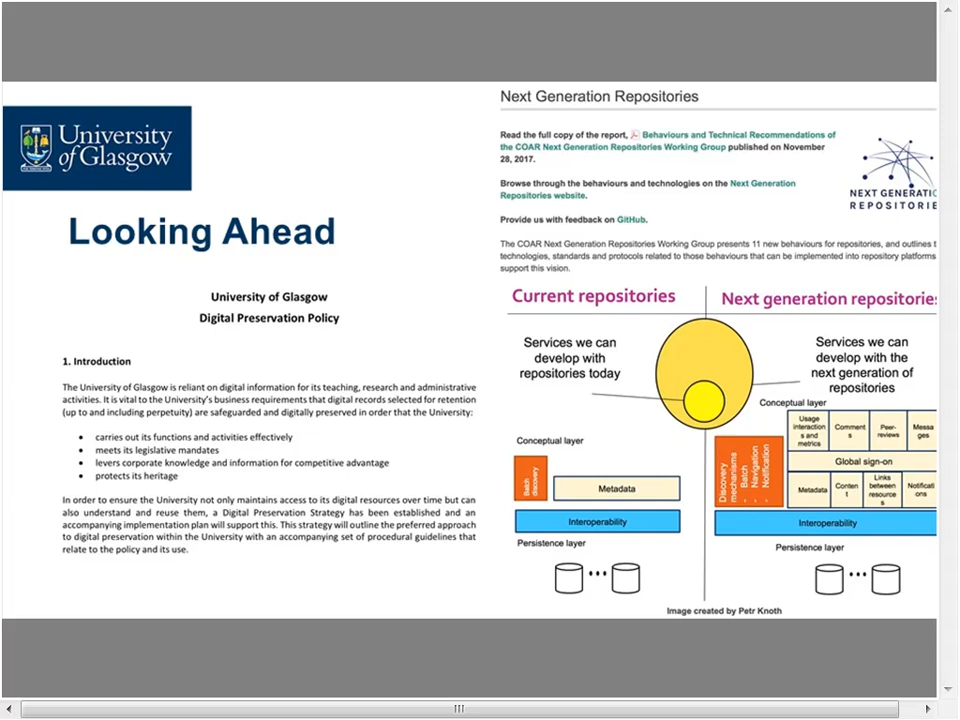 University
of Glasgow
Looking Ahead
University of Glasgow
Digital Preservation Policy
1. Introduction
The University of Glasgow is reliant on digital information for its teaching, research and administrative
activities. It is vital to the University's business requirements that digital records selected for retention
(up to and including perpetuity) are safeguarded and digitally preserved in order that the University:
• carries out its functions and activities effectively
• meets its legislative mandates
• levers corporate knowledge and information for competitive advantage
• protects its heritage
In order to ensure the University not only maintains access to its digital resources over time but can
also understand and reuse them, a Digital Preservation Strategy has been established and an
accompanying implementation plan will support this. This strategy will outline the preferred approach
to digital preservation within the University with an accompanying set of procedural guidelines that
relate to the policy and its use.
Next Generation Repositories
Read the full copy of the report, Behaviours and Technical Recommendations of
the COAR Next Generation Repositories Working Group published on November
28, 2017.
Browse through the behaviours and technologies on the Next Generation
Repositories website.
Provide us with feedback on GitHub.
NEXT GENERATIO
REPOSITORIE
The COAR Next Generation Repositories Working Group presents 11 new behaviours for repositories, and outlines t
technologies, standards and protocols related to those behaviours that can be implemented into repository platforms
support this vision.
Current repositories
Next generation repositories
Services we can
develop with
repositories today
Services we can
develop with the
next generation of
repositories
Conceptual layer
Batch
discovery
Metadata
Interoperability
Persistence layer
Conceptual layer
Discovery
mechanisms
- Batch
- Navigation
- Notification
Usage
interaction
s and
metrics
Comment
s
Peer-
reviews
Messa
ges
Global sign-on
Metadata
Conten
t
Links
between
resource
s
Notificati
ons
Interoperability
Persistence layer
Image created by Petr Knoth